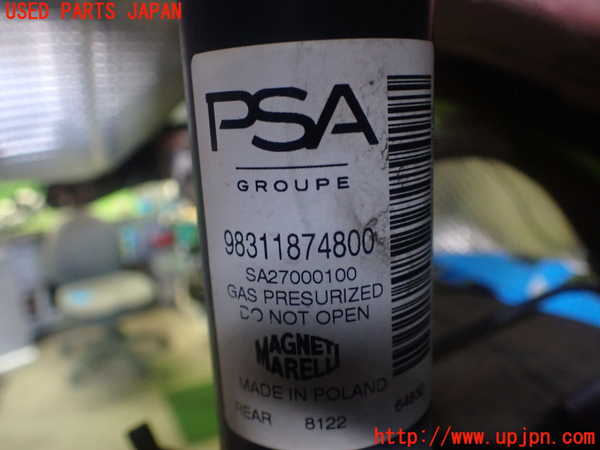 USED PARTS JAPAN
PSA
GROUPE
98311874800
SA27000100
GAS PRESURIZED
DO NOT OPEN
MAGNETI
MARELLI
MADE IN POLAND
REAR 8122
http://www.upjpn.com/